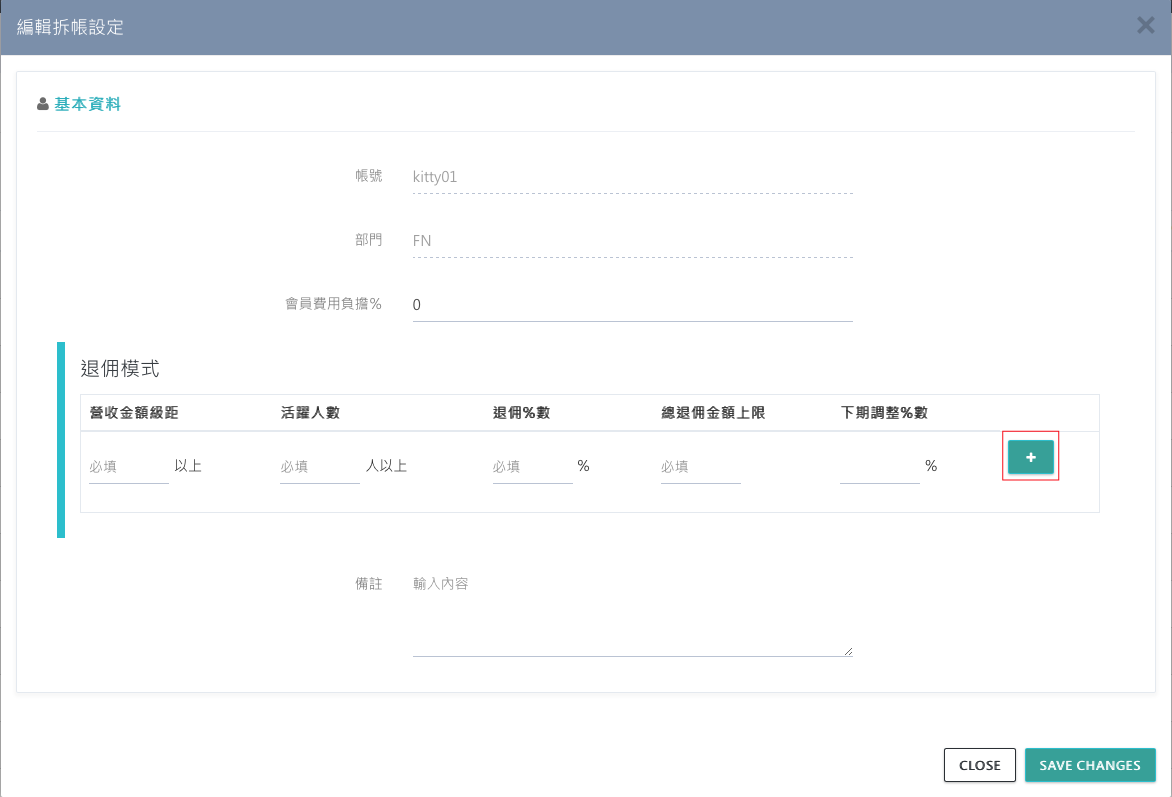 編輯拆帳設定
基本資料
帳號 kitty01
部門 FN
會員費用負擔% 0
退佣模式
營收金額級距 活躍人數 退佣%數 總退佣金額上限 下期調整%數
必填 以上 必填 人以上 必填 % 必填 % +
備註 輸入內容
CLOSE SAVE CHANGES